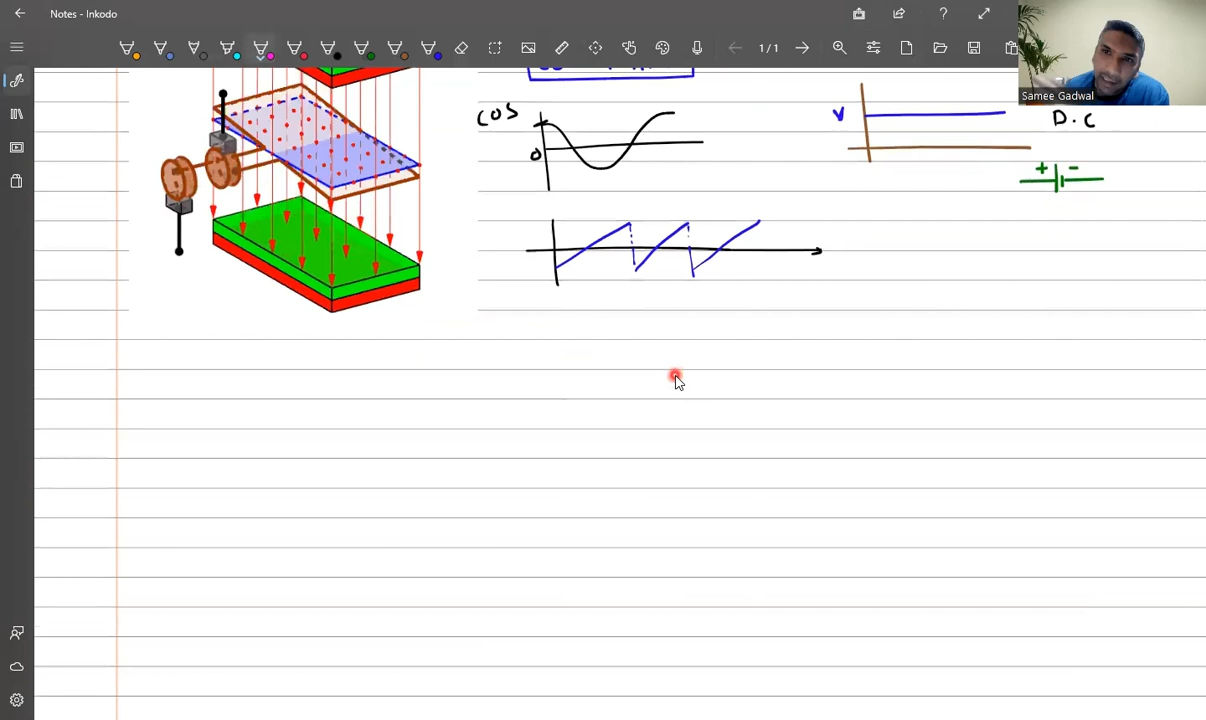 Notes - Inkodo
1 / 1
Samee Gadwal
cos
0
V
D.C
+ -